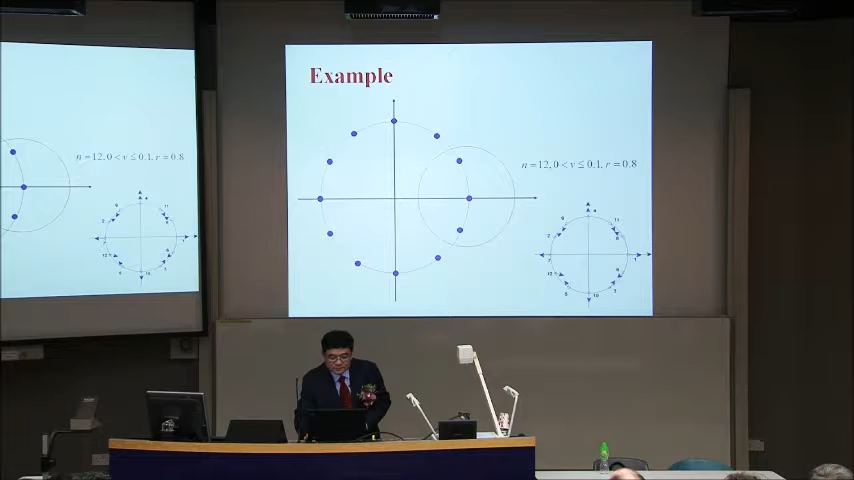 Example
n = 12, 0 < v ≤ 0.1, r = 0.8
n = 12, 0 < v ≤ 0.1, r = 0.8